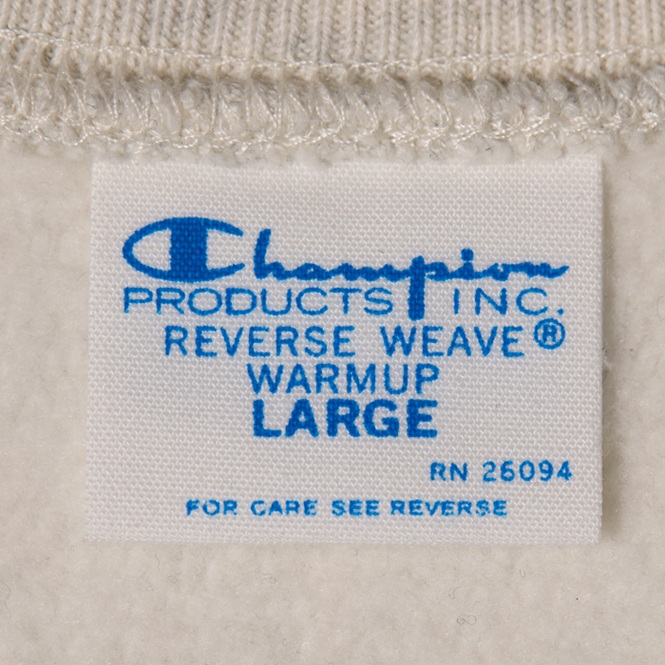 Champion
PRODUCTS INC.
REVERSE WEAVE®
WARMUP
LARGE
RN 26094
FOR CARE SEE REVERSE